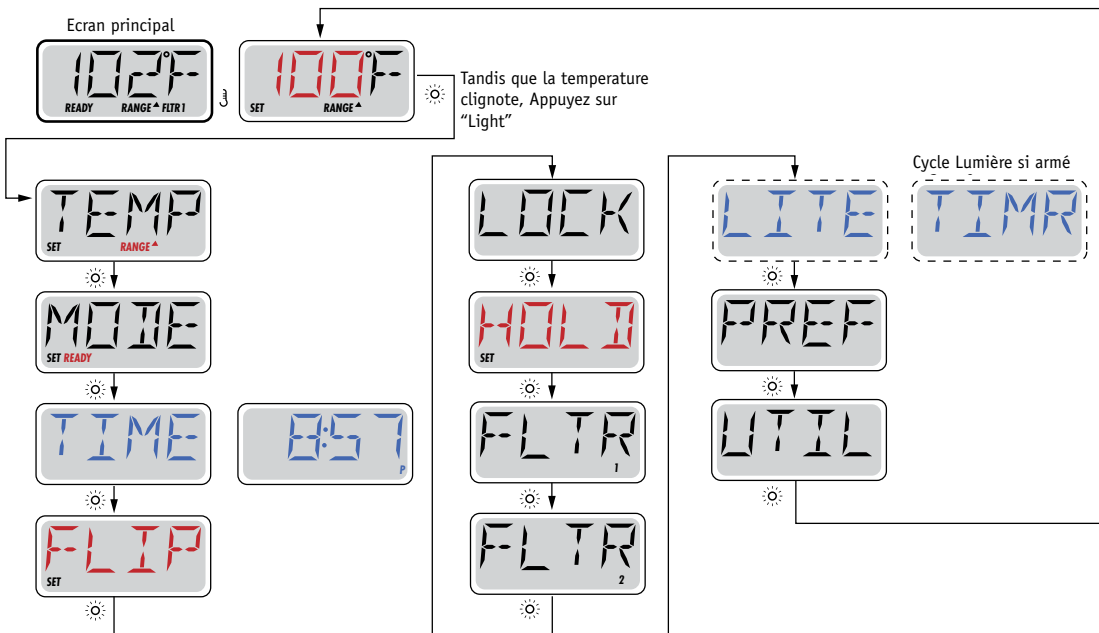 Ecran principal
102°F
READY RANGE FLTR1
100°F
SET RANGE
Tandis que la temperature
clignote, Appuyez sur
“Light”
TEMP
SET RANGE
MODE
SET READY
TIME
8:57
P
FLIP
SET
LOCK
HOLD
SET
FLTR
1
FLTR
2
Cycle Lumière si armé
LITE
TIMR
PREF
UTIL